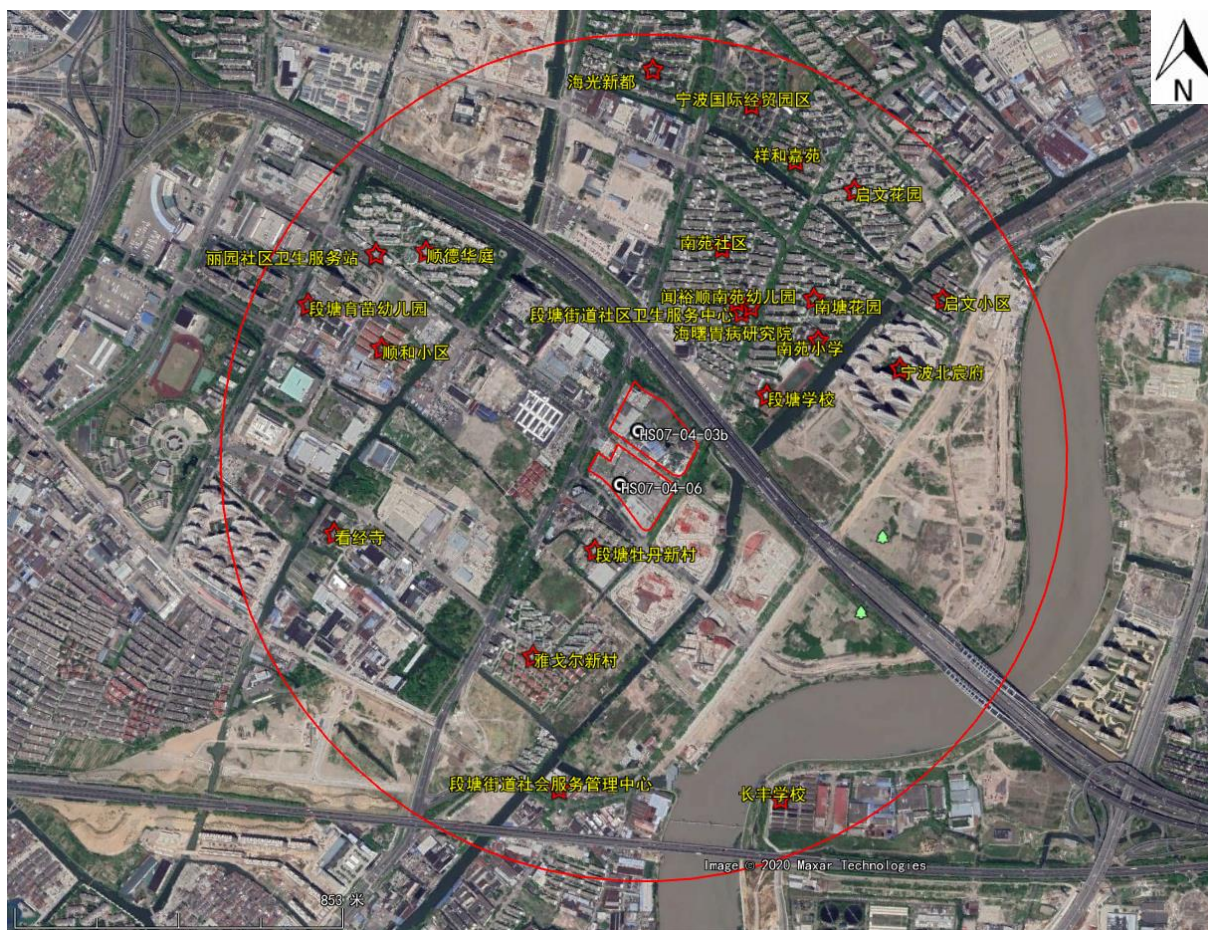 N
海光新都
宁波国际经贸园区
祥和嘉苑
启文花园
南苑社区
丽园社区卫生服务站
顺德华庭
闻裕顺南苑幼儿园
南塘花园
启文小区
段塘育苗幼儿园
段塘街道社区卫生服务中心
海曙胃病研究院
南苑小学
顺和小区
宁波北宸府
段塘学校
HS07-04-03b
HS07-04-06
看经寺
段塘牡丹新村
雅戈尔新村
段塘街道社会服务管理中心
长丰学校
Image © 2020 Maxar Technologies
853 米